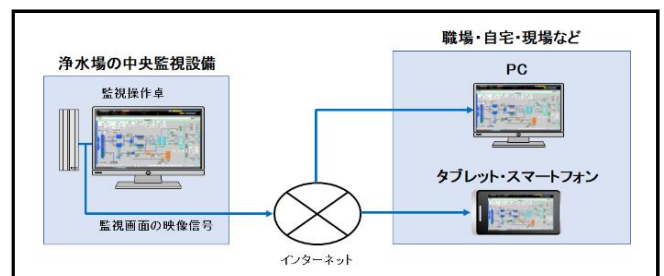 浄水場の中央監視設備
監視操作卓
監視画面の映像信号
インターネット
職場・自宅・現場など
PC
タブレット・スマートフォン